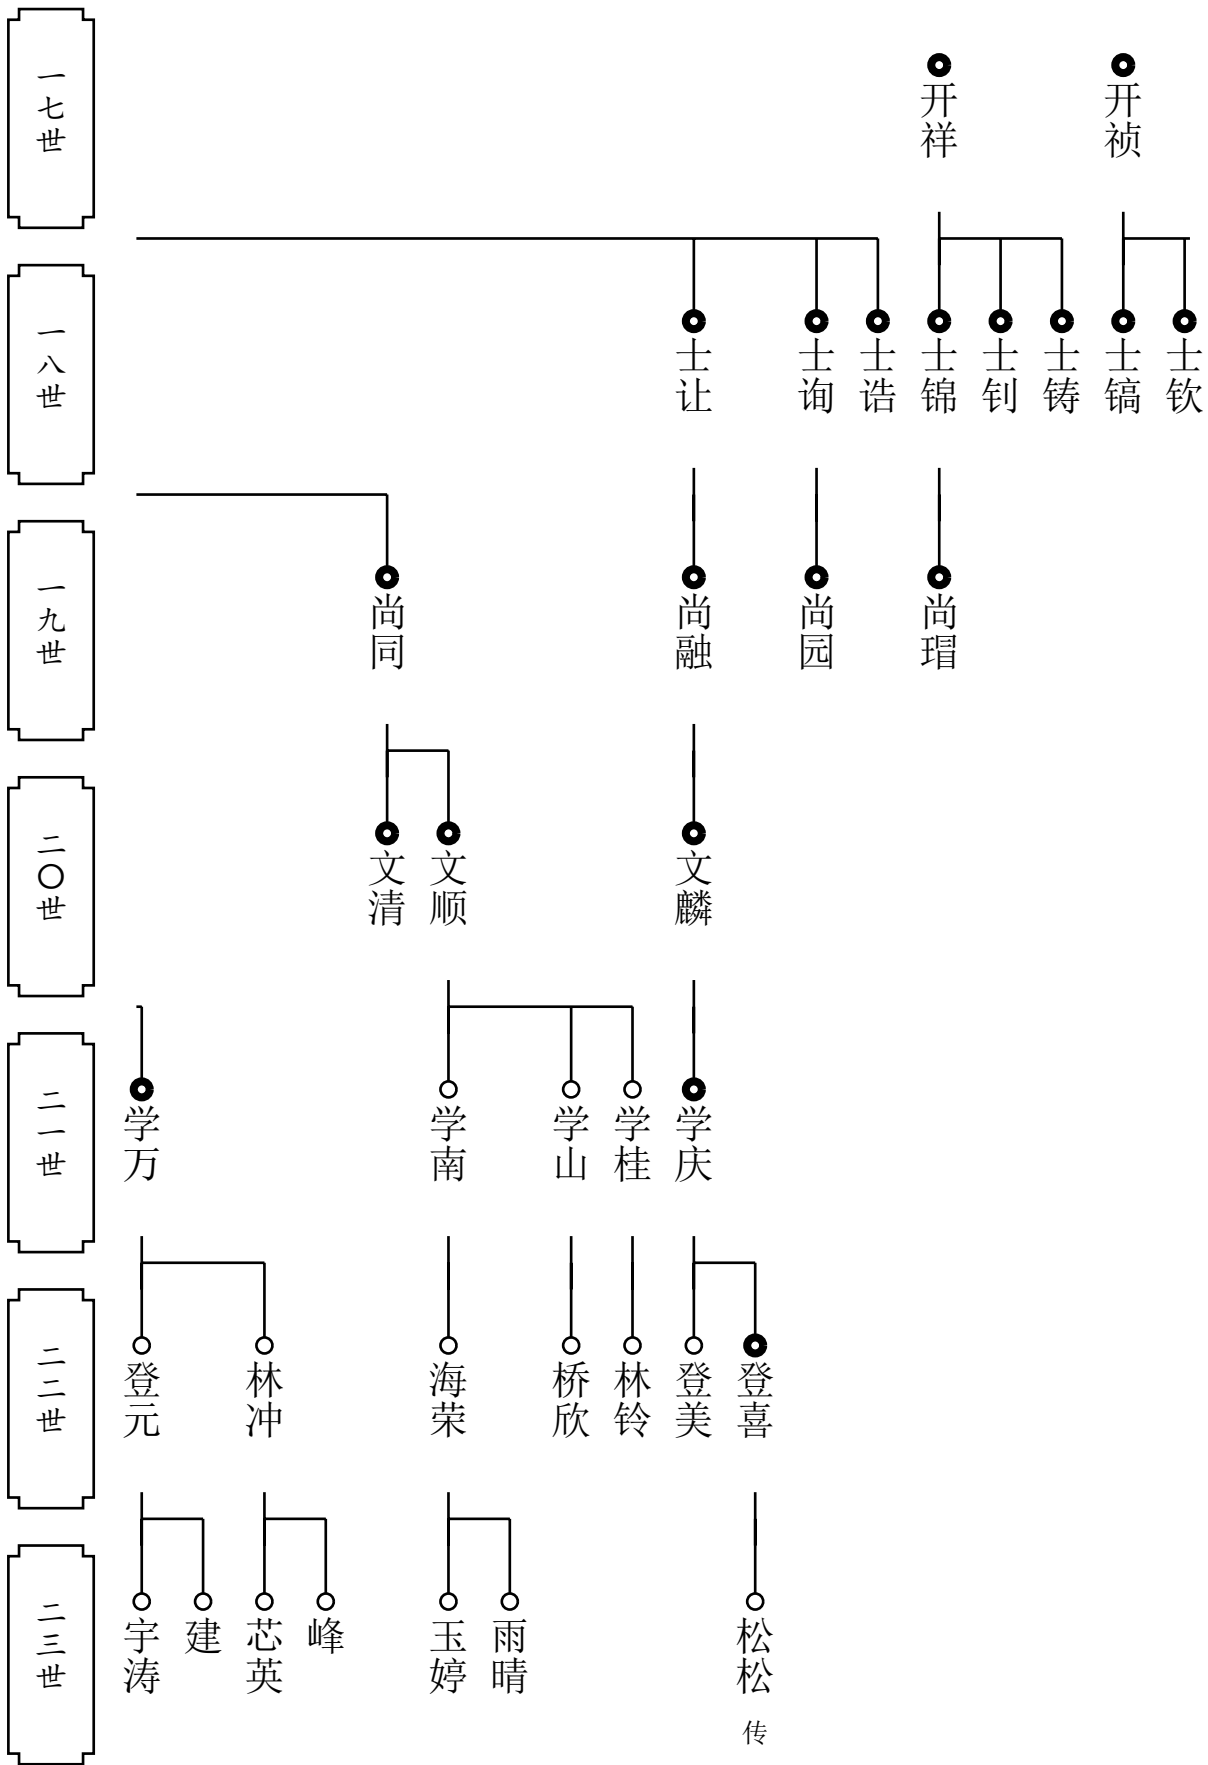 一七世
开祥
开祯
一八世
士让
士询
士诰
士锦
士钊
士铸
士镐
士钦
一九世
尚同
尚融
尚园
尚瑁
二〇世
文清
文顺
文麟
二一世
学万
学南
学山
学桂
学庆
二二世
登元
林冲
海荣
桥欣
林铃
登美
登喜
二三世
宇涛
建
芯英
峰
玉婷
雨晴
松松
传